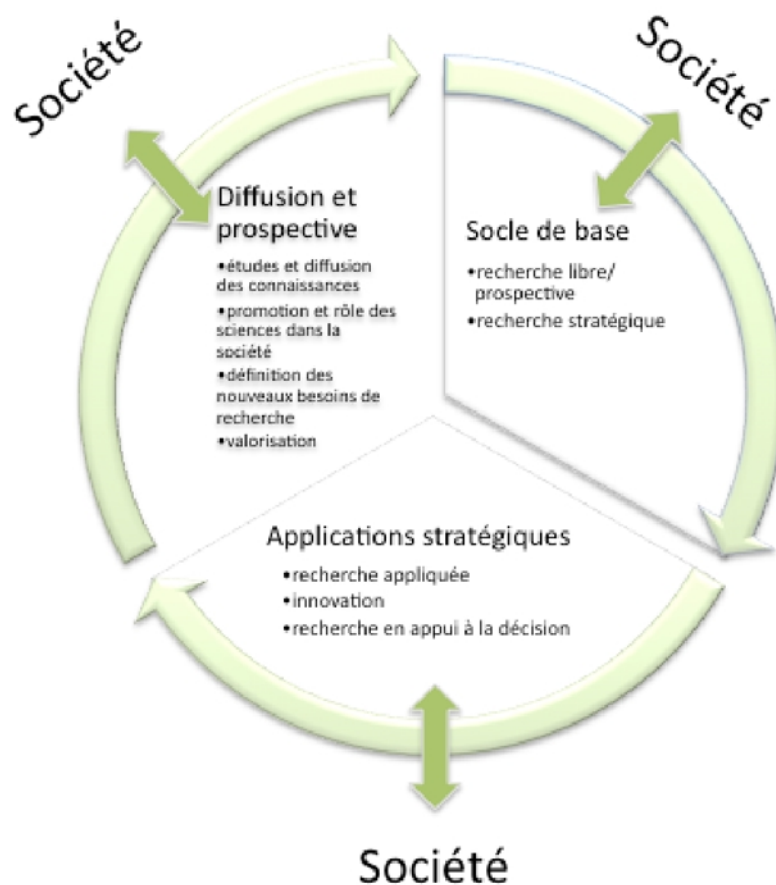 Société
Société
Diffusion et
prospective
•études et diffusion
des connaissances
•promotion et rôle des
sciences dans la
société
•définition des
nouveaux besoins de
recherche
•valorisation
Socle de base
•recherche libre/
prospective
•recherche stratégique
Applications stratégiques
•recherche appliquée
•innovation
•recherche en appui à la décision
Société